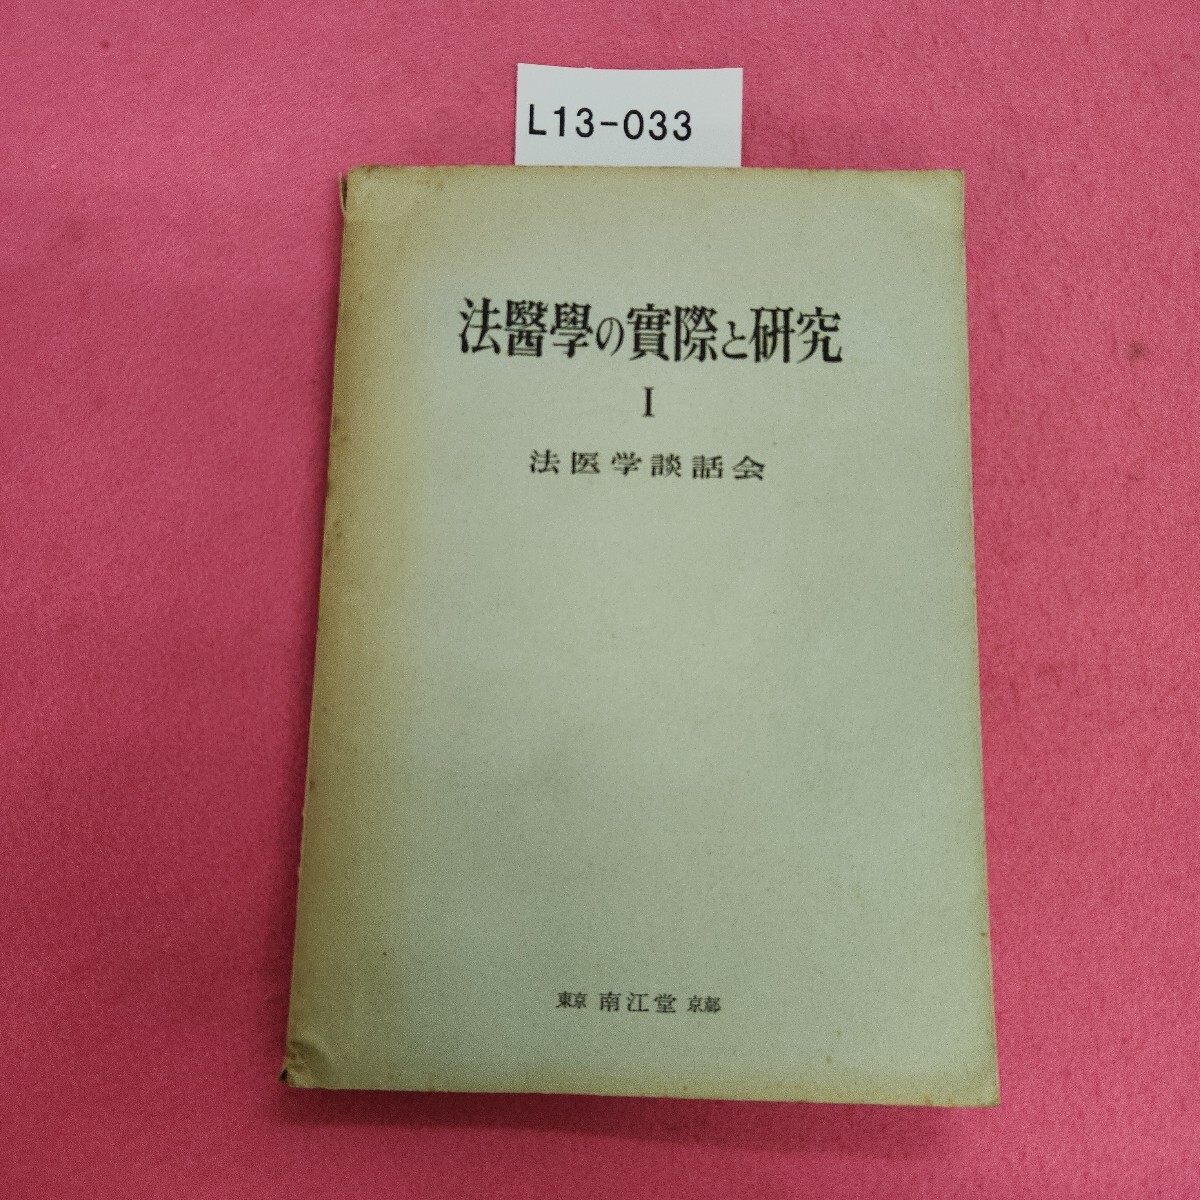 L13-033
法醫學の實際と研究
I
法医学談話会
東京 南江堂 京都